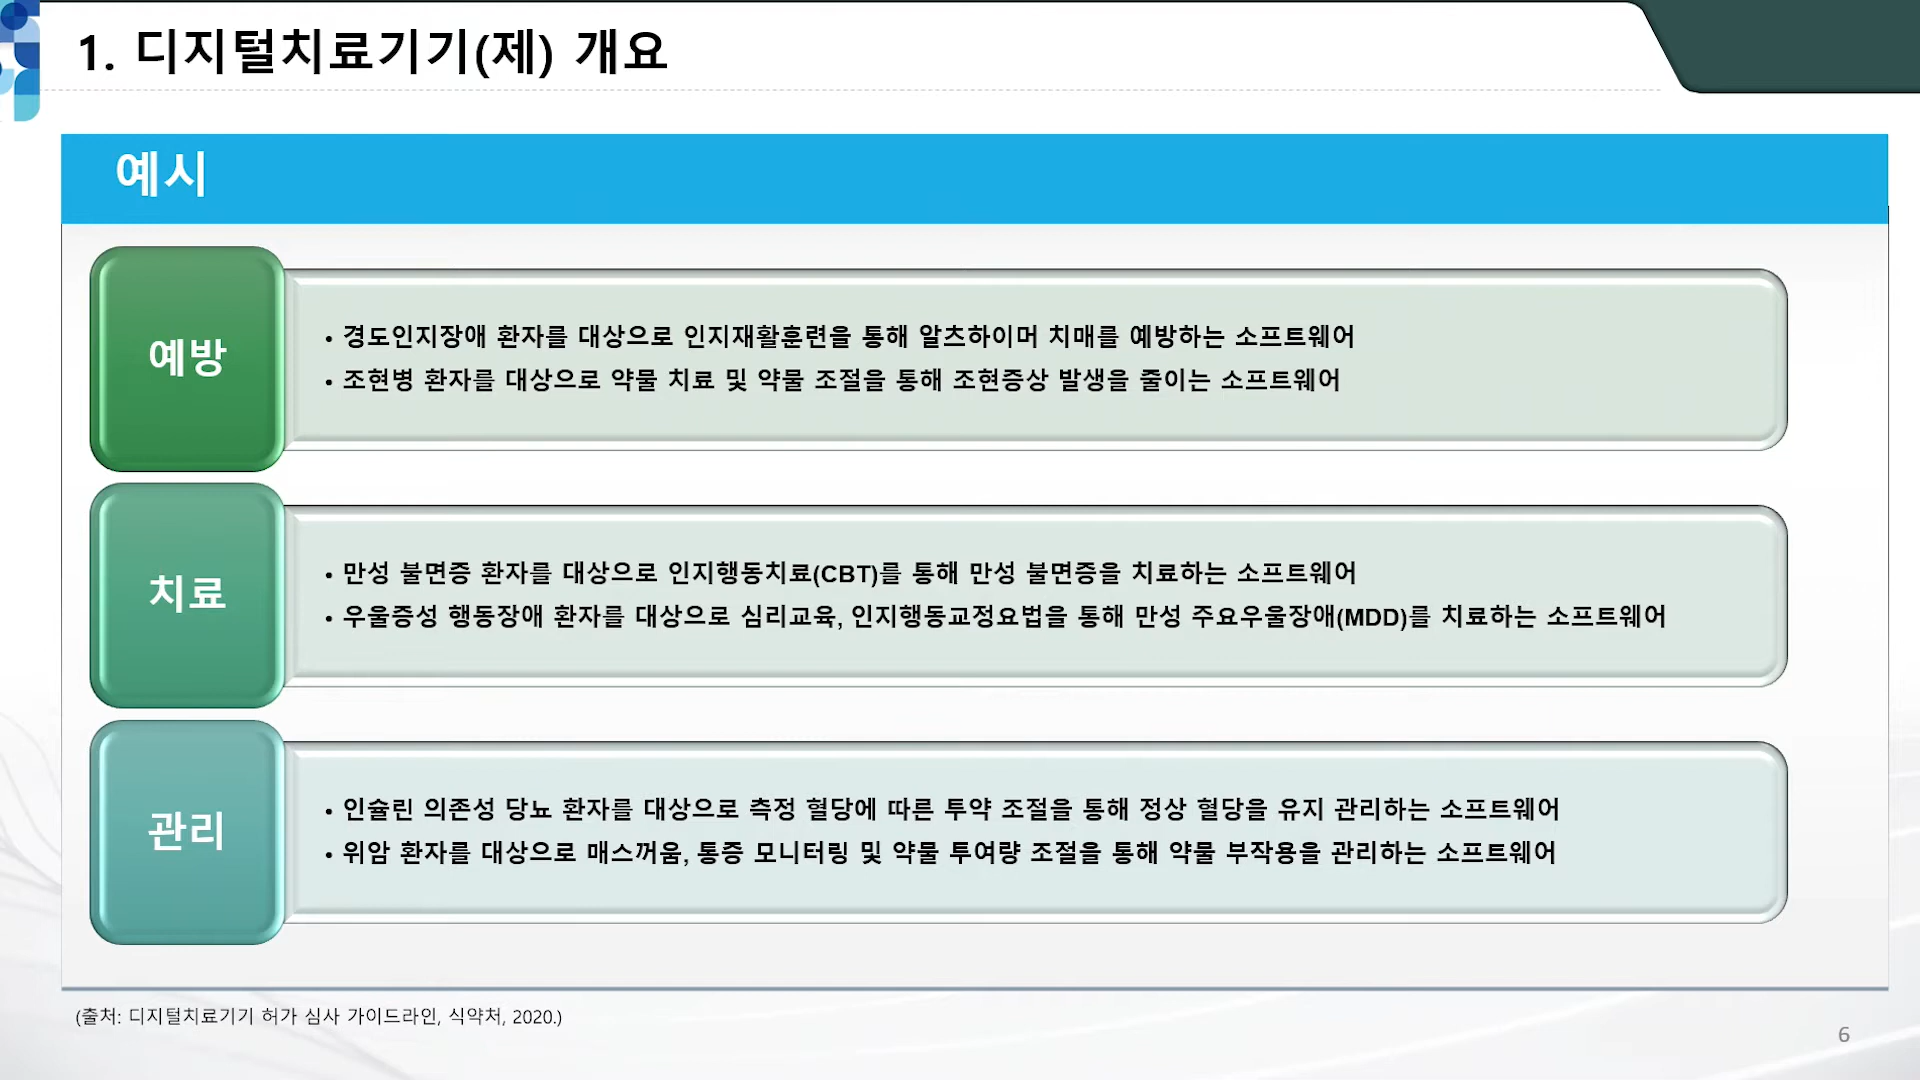 1. 디지털치료기기(제) 개요
예시
예방
• 경도인지장애 환자를 대상으로 인지재활훈련을 통해 알츠하이머 치매를 예방하는 소프트웨어
• 조현병 환자를 대상으로 약물 치료 및 약물 조절을 통해 조현증상 발생을 줄이는 소프트웨어
치료
• 만성 불면증 환자를 대상으로 인지행동치료(CBT)를 통해 만성 불면증을 치료하는 소프트웨어
• 우울증성 행동장애 환자를 대상으로 심리교육, 인지행동교정요법을 통해 만성 주요우울장애(MDD)를 치료하는 소프트웨어
관리
• 인슐린 의존성 당뇨 환자를 대상으로 측정 혈당에 따른 투약 조절을 통해 정상 혈당을 유지 관리하는 소프트웨어
• 위암 환자를 대상으로 매스꺼움, 통증 모니터링 및 약물 투여량 조절을 통해 약물 부작용을 관리하는 소프트웨어
(출처: 디지털치료기기 허가 심사 가이드라인, 식약처, 2020.)
6